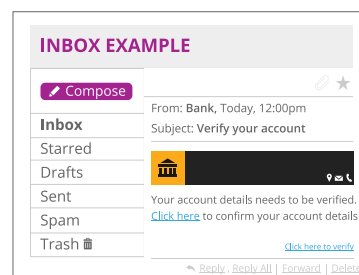 INBOX EXAMPLE
Compose
Inbox
Starred
Drafts
Sent
Spam
Trash
From: Bank, Today, 12:00pm
Subject: Verify your account
Your account details needs to be verified.
Click here to confirm your account details
Click here to verify
Reply , Reply All | Forward | Delete